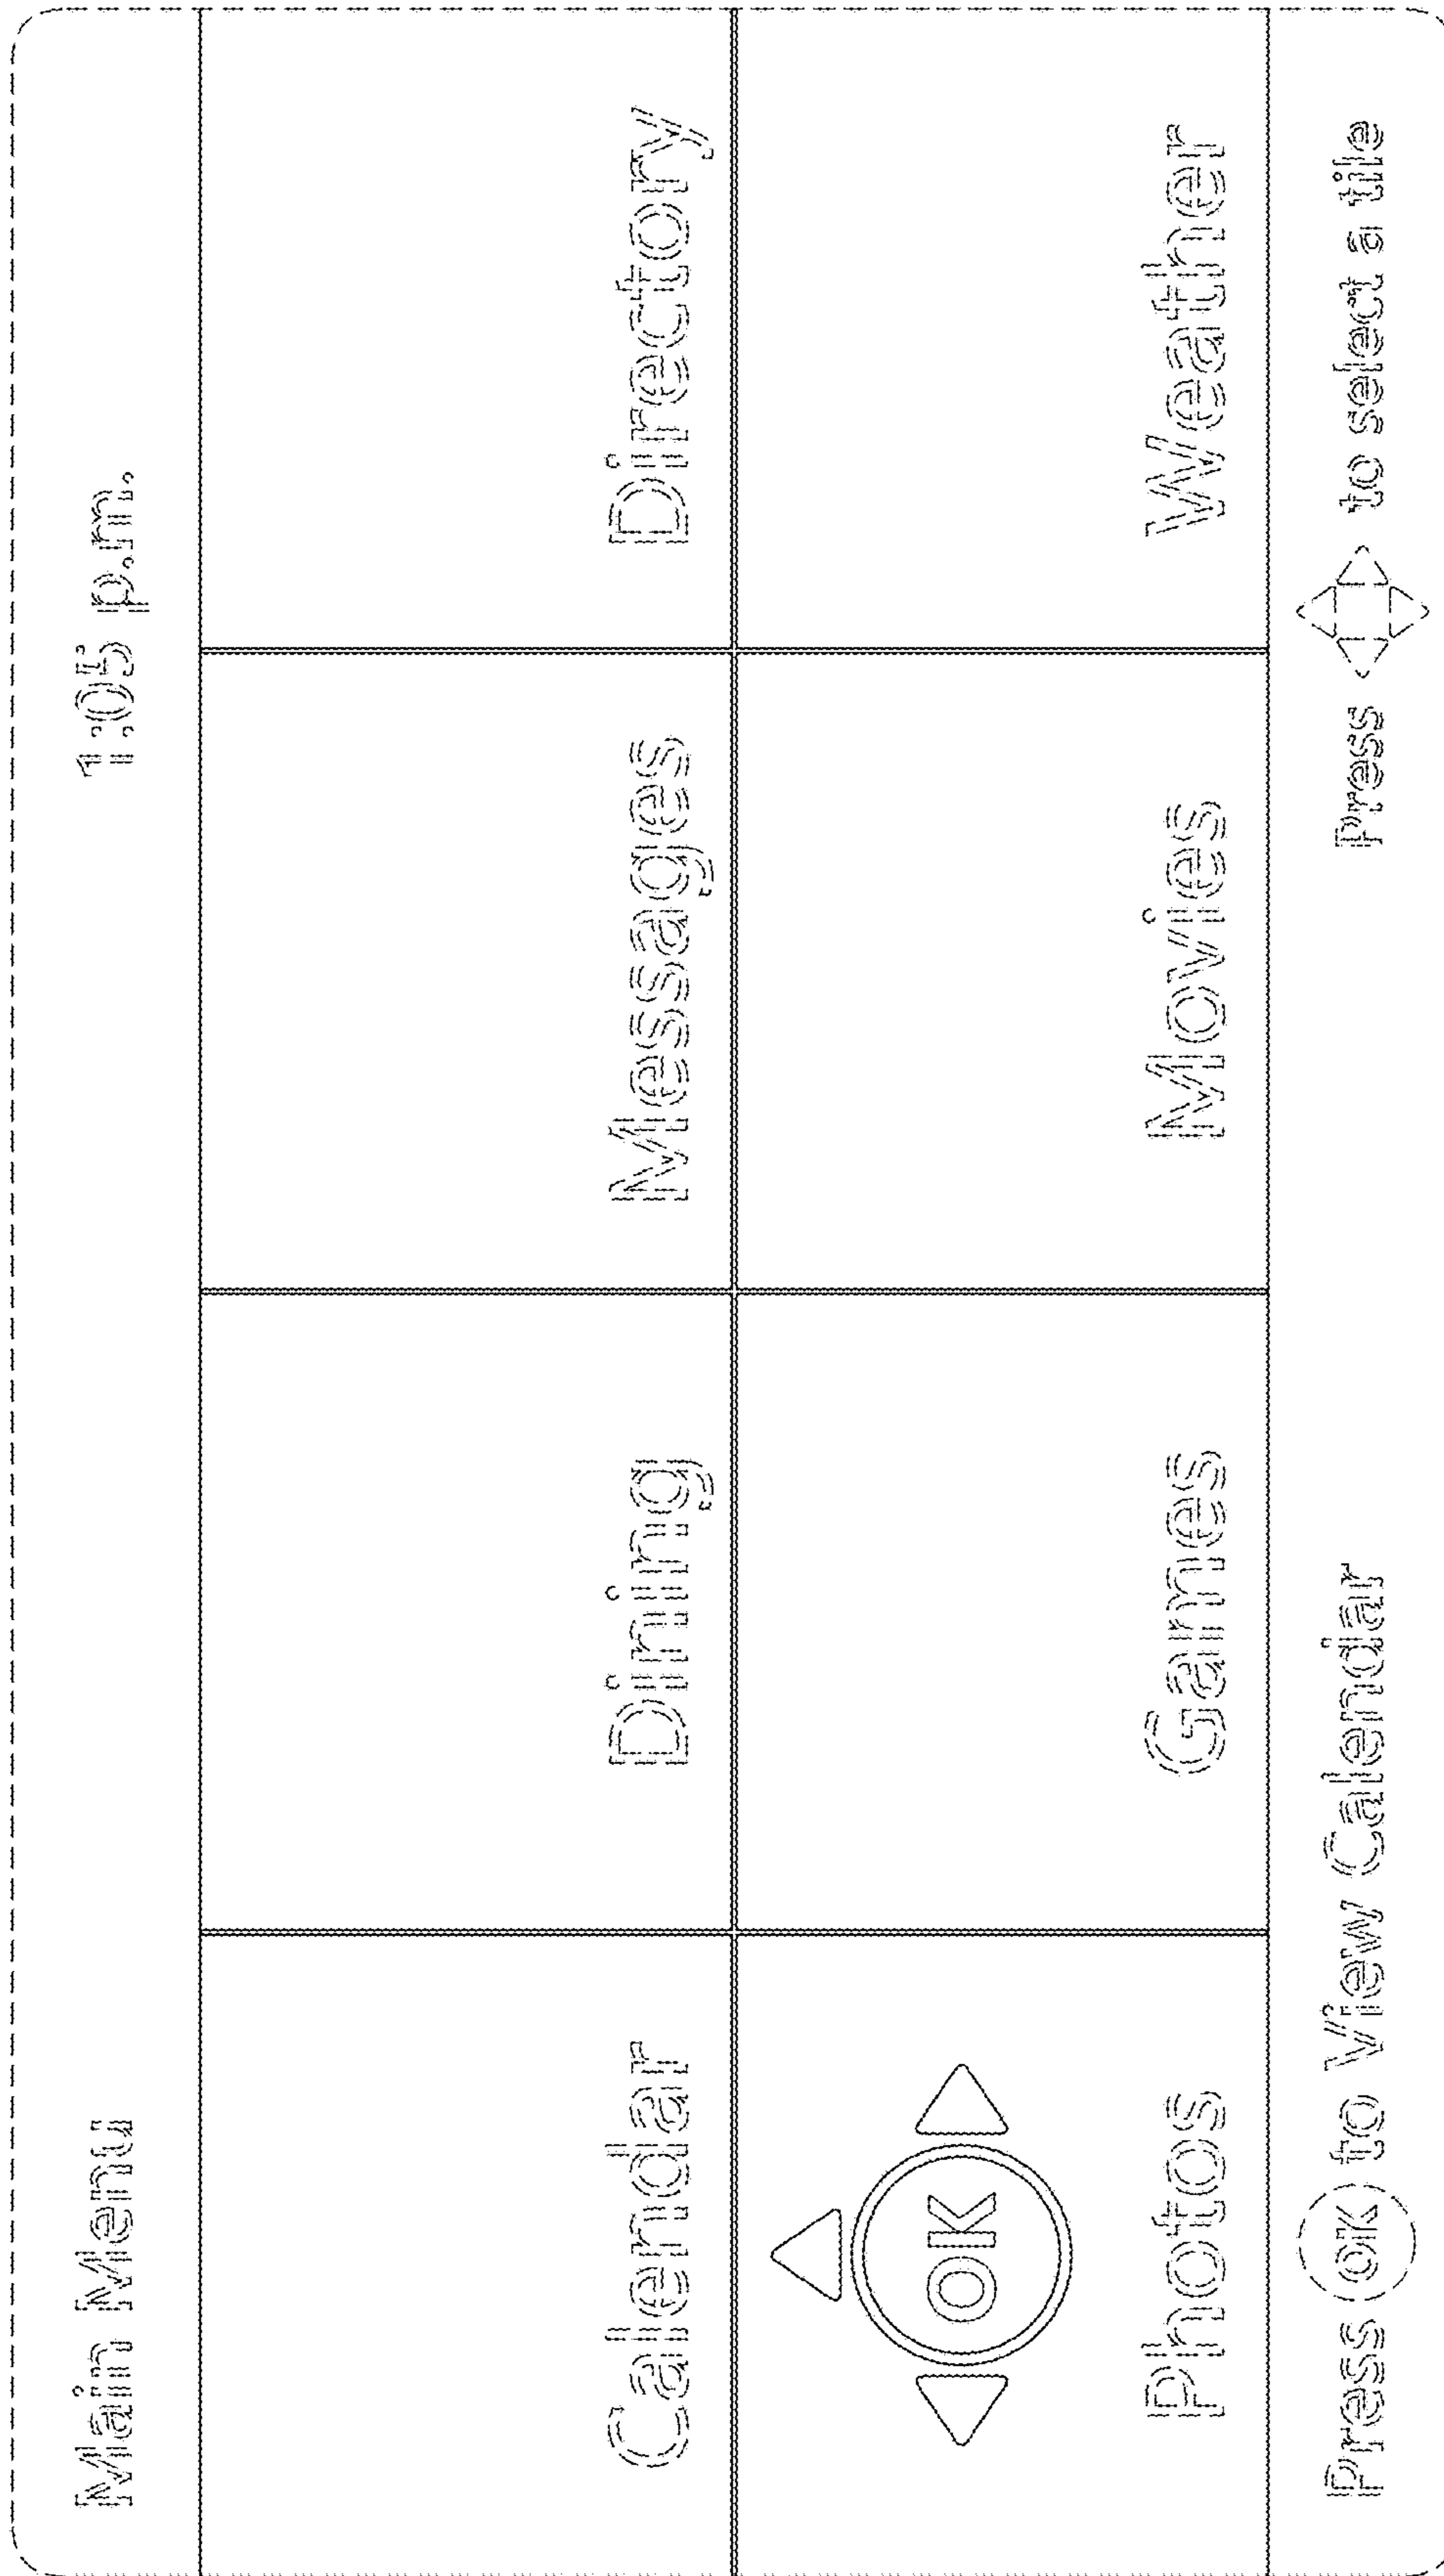 Main Menu 1:05 p.m.
Calendar Dining Messages Directory
OK
Photos Games Movies Weather
Press OK to View Calendar Press to select a tile